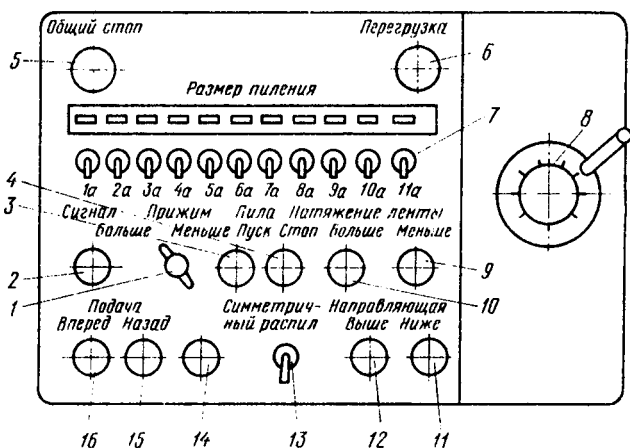 Общий стоп Перегрузка
5 6
Размер пиления
7 8
1а 2а 3а 4а 5а 6а 7а 8а 9а 10а 11а
4
3 Сигнал Прижим Пила Натяжение ленты
Больше Меньше Пуск Стоп Больше Меньше
2 9
1 10
Подача Симметрич- Направляющая
Вперед Назад ный распил Выше Ниже
16 15 14 13 12 11